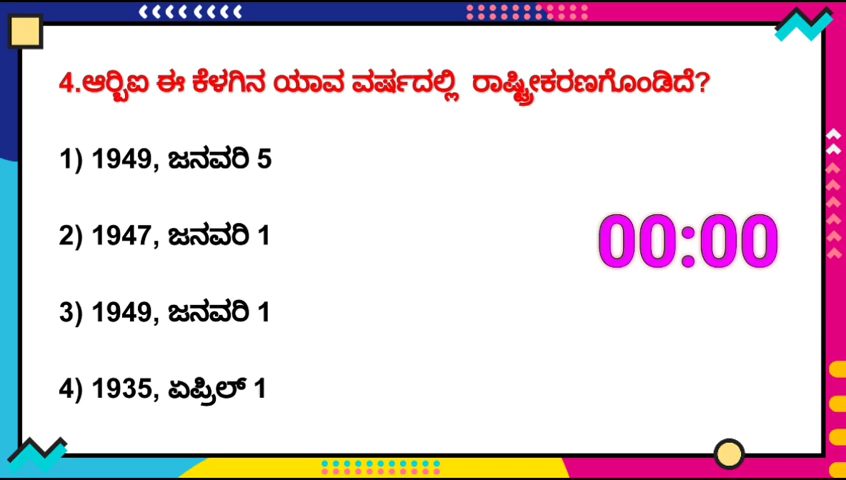 4.ಆರ್‍ಬಿಐ ಈ ಕೆಳಗಿನ ಯಾವ ವರ್ಷದಲ್ಲಿ ರಾಷ್ಟ್ರೀಕರಣಗೊಂಡಿದೆ?
1) 1949, ಜನವರಿ 5
2) 1947, ಜನವರಿ 1
00:00
3) 1949, ಜನವರಿ 1
4) 1935, ಏಪ್ರಿಲ್ 1